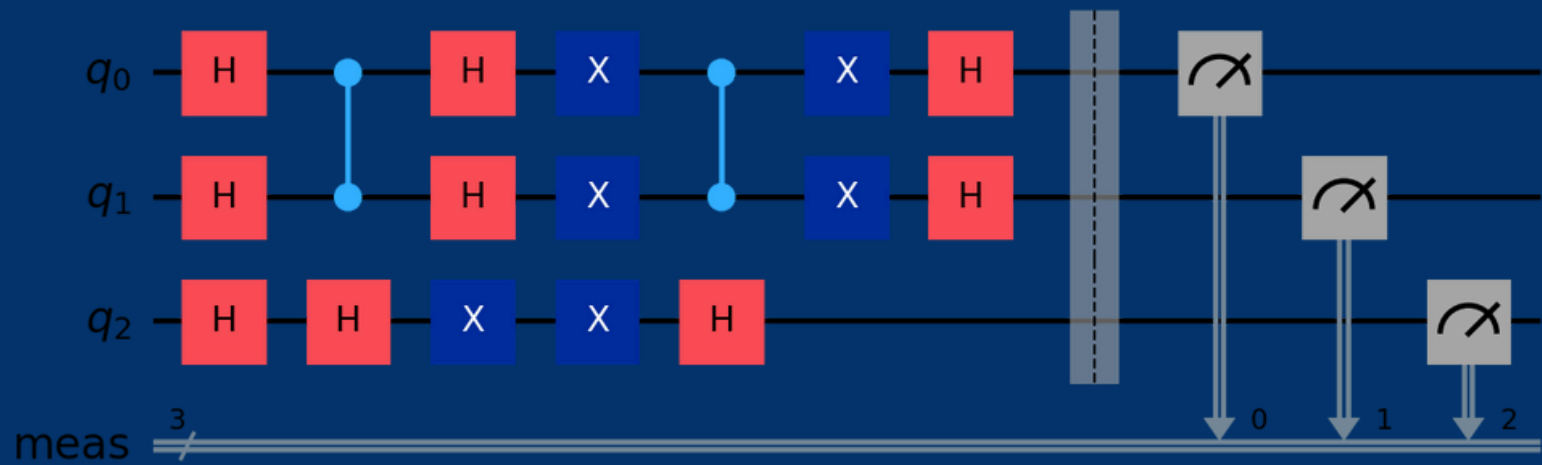 q0 H H X X H
q1 H H X X H
q2 H H X X H
meas 3 0 1 2